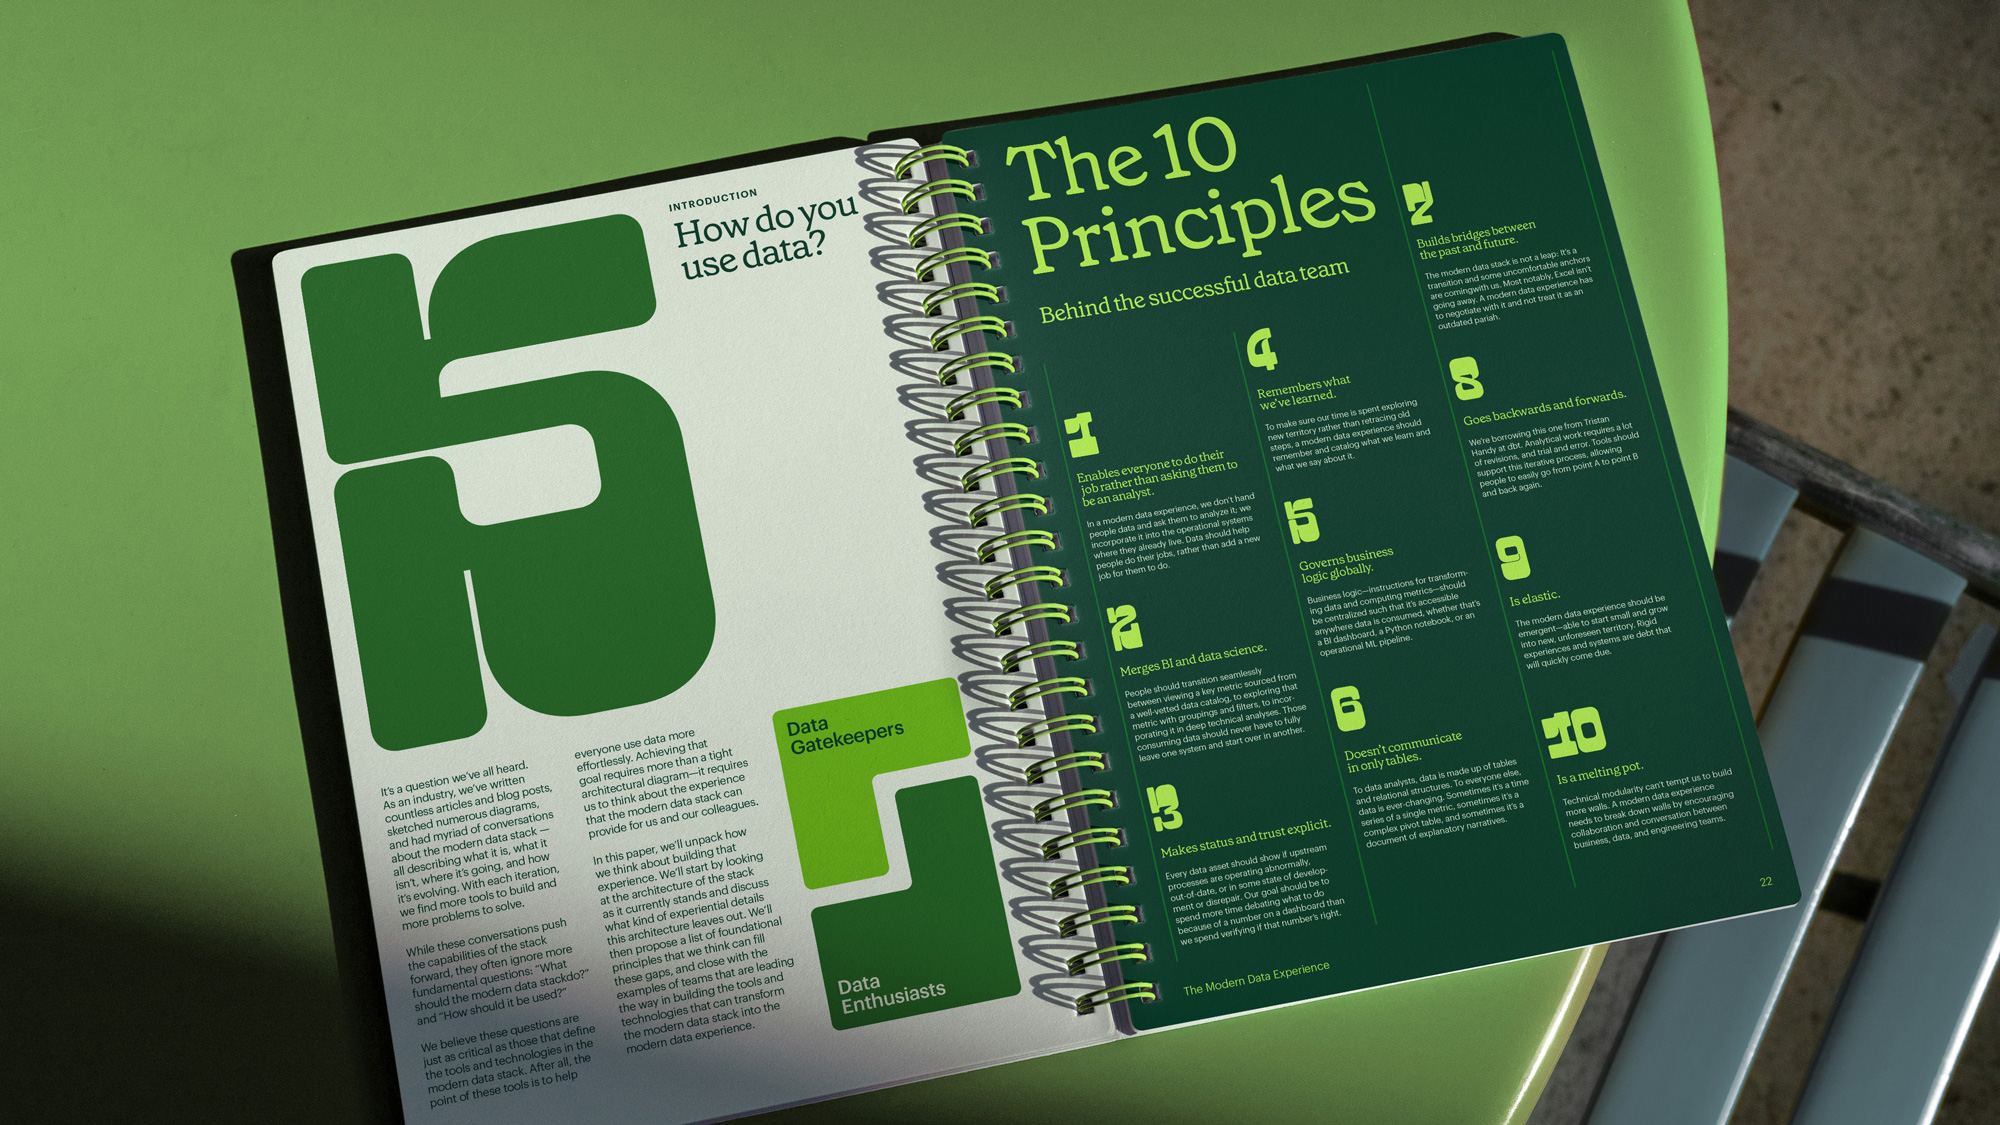 INTRODUCTION
How do you
use data?
It's a question we've all heard.
As an industry, we've written
countless articles and blog posts,
sketched numerous diagrams,
and had myriad of conversations
about the modern data stack —
all describing what it is, what it
isn't, where it's going, and how
it's evolving. With each iteration,
we find more tools to build and
more problems to solve.
While these conversations push
the capabilities of the stack
forward, they often ignore more
fundamental questions: "What
should the modern data stackdo?"
and "How should it be used?"
We believe these questions are
just as critical as those that define
the tools and technologies in the
modern data stack. After all, the
point of these tools is to help
everyone use data more
effortlessly. Achieving that
goal requires more than a tight
architectural diagram—it requires
us to think about the experience
that the modern data stack can
provide for us and our colleagues.
In this paper, we'll unpack how
we think about building that
experience. We'll start by looking
at the architecture of the stack
as it currently stands and discuss
what kind of experiential details
this architecture leaves out. We'll
then propose a list of foundational
principles that we think can fill
these gaps, and close with the
examples of teams that are leading
the way in building the tools and
technologies that can transform
the modern data stack into the
modern data experience.
Data
Gatekeepers
Data
Enthusiasts
The 10
Principles
Behind the successful data team
1
Enables everyone to do their
job rather than asking them to
be an analyst.
In a modern data experience, we don't hand
people data and ask them to analyze it; we
incorporate it into the operational systems
where they already live. Data should help
people do their jobs, rather than add a new
job for them to do.
2
Merges BI and data science.
People should transition seamlessly
between viewing a key metric sourced from
a well-vetted data catalog, to exploring that
metric with groupings and filters, to incor-
porating it in deep technical analyses. Those
consuming data should never have to fully
leave one system and start over in another.
3
Makes status and trust explicit.
Every data asset should show if upstream
processes are operating abnormally,
out-of-date, or in some state of develop-
ment or disrepair. Our goal should be to
spend more time debating what to do
because of a number on a dashboard than
we spend verifying if that number's right.
4
Remembers what
we've learned.
To make sure our time is spent exploring
new territory rather than retracing old
steps, a modern data experience should
remember and catalog what we learn and
what we say about it.
5
Governs business
logic globally.
Business logic—instructions for transform-
ing data and computing metrics—should
be centralized such that it's accessible
anywhere data is consumed, whether that's
a BI dashboard, a Python notebook, or an
operational ML pipeline.
6
Doesn't communicate
in only tables.
To data analysts, data is made up of tables
and relational structures. To everyone else,
data is ever-changing. Sometimes it's a time
series of a single metric, sometimes it's a
complex pivot table, and sometimes it's a
document of explanatory narratives.
7
Builds bridges between
the past and future.
The modern data stack is not a leap: It's a
transition and some uncomfortable anchors
are comingwith us. Most notably, Excel isn't
going away. A modern data experience has
to negotiate with it and not treat it as an
outdated pariah.
8
Goes backwards and forwards.
We're borrowing this one from Tristan
Handy at dbt. Analytical work requires a lot
of revisions, and trial and error. Tools should
support this iterative process, allowing
people to easily go from point A to point B
and back again.
9
Is elastic.
The modern data experience should be
emergent—able to start small and grow
into new, unforeseen territory. Rigid
experiences and systems are debt that
will quickly come due.
10
Is a melting pot.
Technical modularity can't tempt us to build
more walls. A modern data experience
needs to break down walls by encouraging
collaboration and conversation between
business, data, and engineering teams.
The Modern Data Experience
22